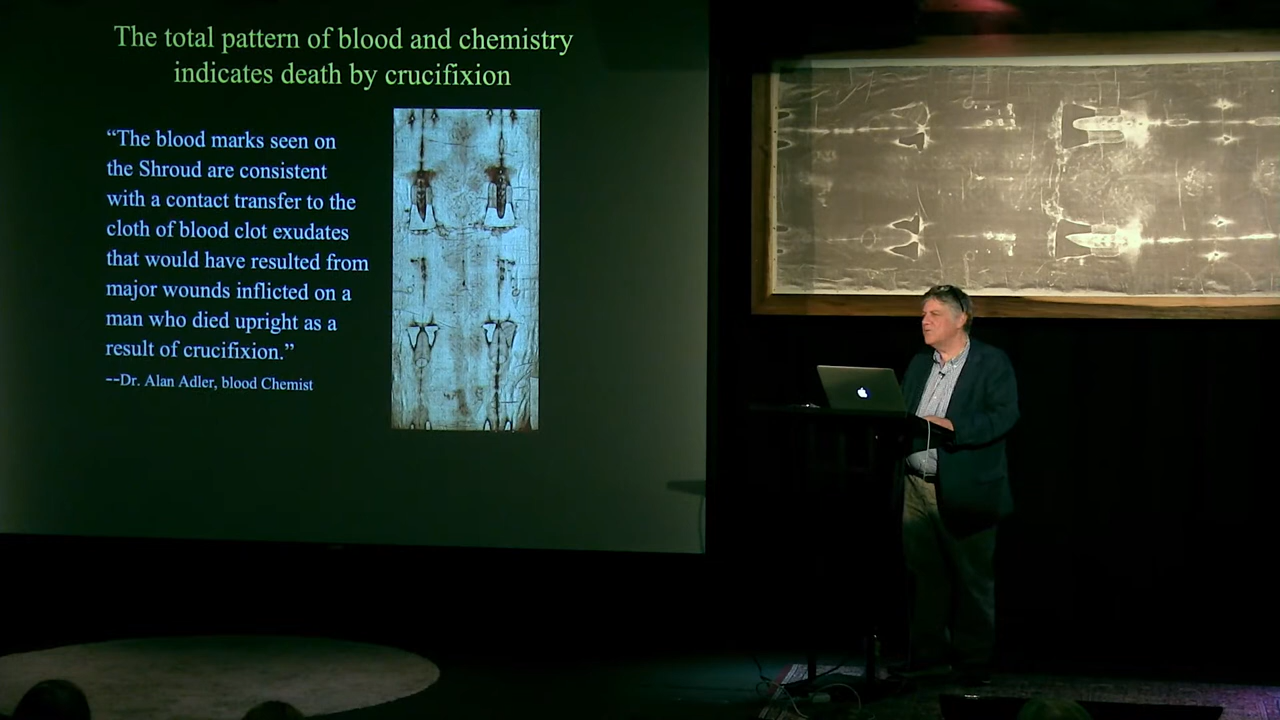 The total pattern of blood and chemistry
indicates death by crucifixion
“The blood marks seen on
the Shroud are consistent
with a contact transfer to the
cloth of blood clot exudates
that would have resulted from
major wounds inflicted on a
man who died upright as a
result of crucifixion.”
--Dr. Alan Adler, blood Chemist